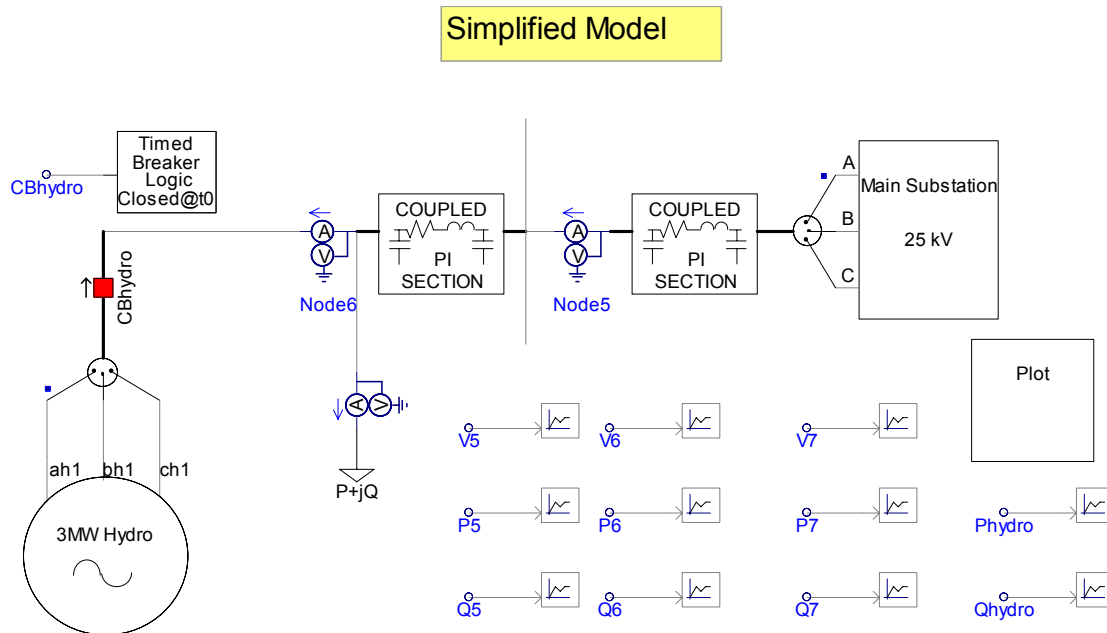 Simplified Model
Timed
Breaker
Logic
Closed@t0
CBhydro
CBhydro
A
V
Node6
COUPLED
PI
SECTION
A
V
Node5
COUPLED
PI
SECTION
A
B
C
Main Substation
25 kV
Plot
A
V
P+jQ
ah1
bh1
ch1
3MW Hydro
V5
V6
V7
P5
P6
P7
Phydro
Q5
Q6
Q7
Qhydro